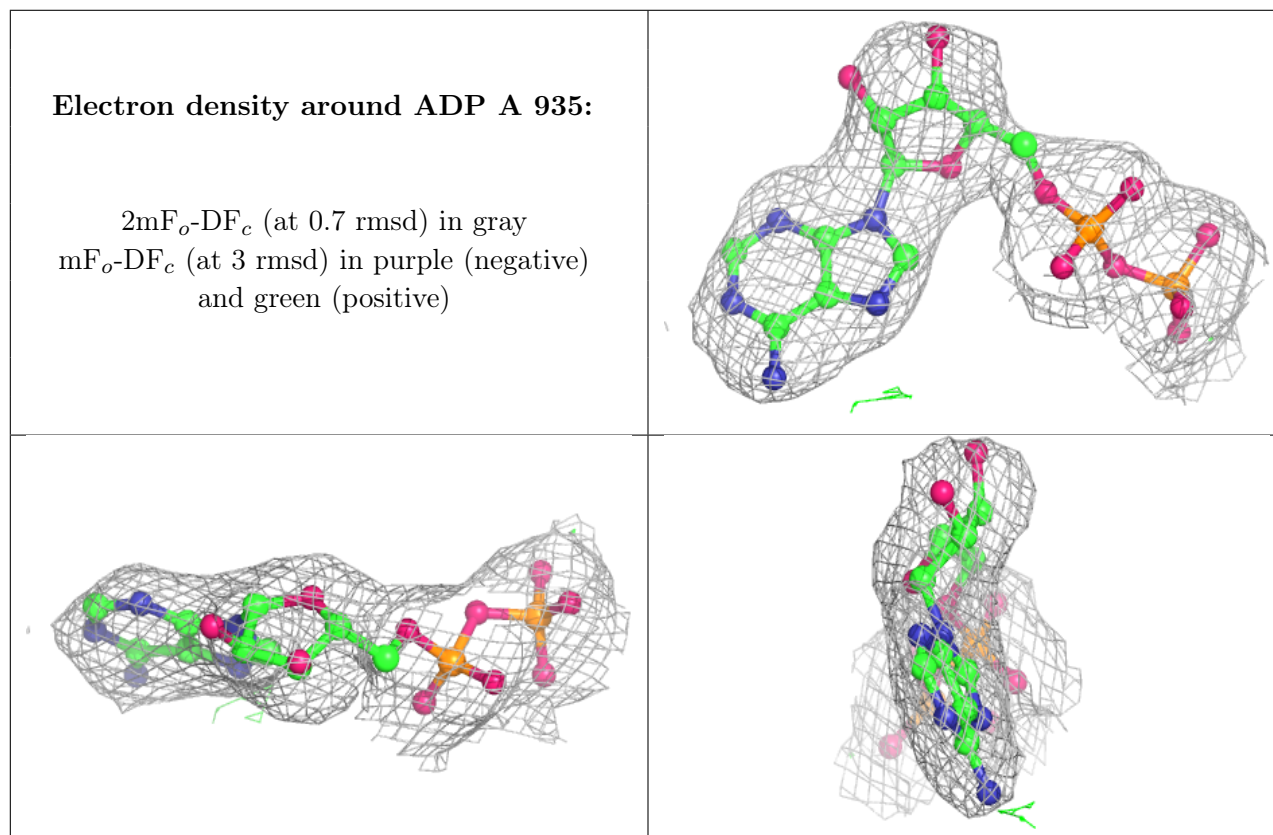 Electron density around ADP A 935:
2mFo-DFc (at 0.7 rmsd) in gray
mFo-DFc (at 3 rmsd) in purple (negative)
and green (positive)